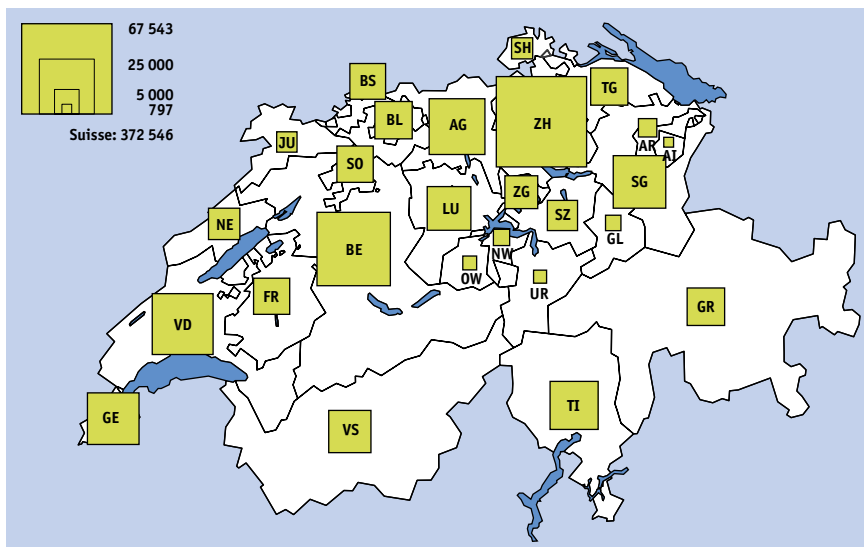 67 543
25 000
5 000
797
Suisse: 372 546
SH
BS
TG
BL
AG
ZH
AR
AI
JU
SO
SG
ZG
LU
SZ
NE
GL
BE
NW
OW
UR
FR
GR
VD
TI
GE
VS